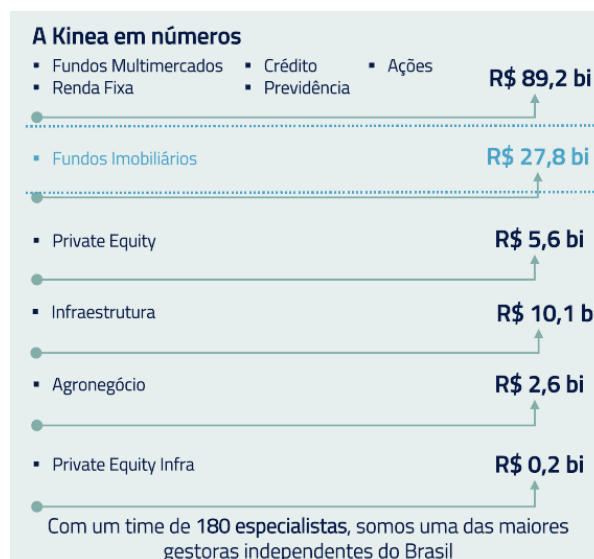 A Kinea em números
▪ Fundos Multimercados ▪ Crédito ▪ Ações
▪ Renda Fixa ▪ Previdência
R$ 89,2 bi
▪ Fundos Imobiliários R$ 27,8 bi
▪ Private Equity R$ 5,6 bi
▪ Infraestrutura R$ 10,1 b
▪ Agronegócio R$ 2,6 bi
▪ Private Equity Infra R$ 0,2 bi
Com um time de 180 especialistas, somos uma das maiores
gestoras independentes do Brasil